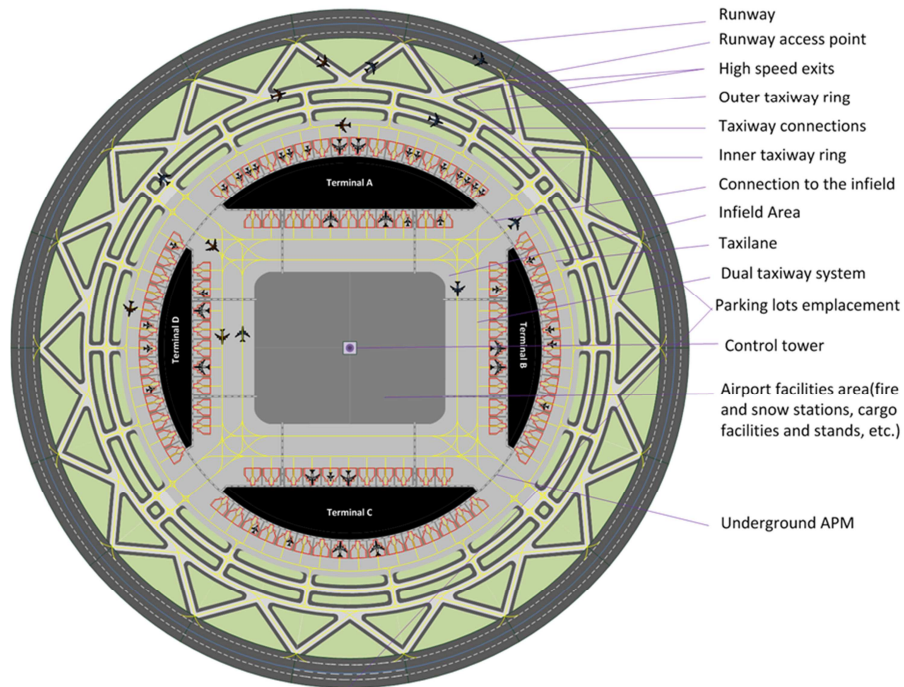 Runway
Runway access point
High speed exits
Outer taxiway ring
Taxiway connections
Inner taxiway ring
Connection to the infield
Infield Area
Taxilane
Dual taxiway system
Parking lots emplacement
Control tower
Airport facilities area(fire
and snow stations, cargo
facilities and stands, etc.)
Underground APM
Terminal A
Terminal D
Terminal B
Terminal C